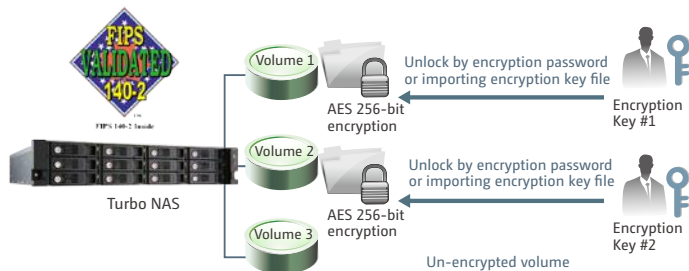 FIPS
VALIDATED
140-2
TM
FIPS 140-2 Inside
Turbo NAS
Volume 1
AES 256-bit
encryption
Unlock by encryption password
or importing encryption key file
Encryption
Key #1
Volume 2
AES 256-bit
encryption
Unlock by encryption password
or importing encryption key file
Encryption
Key #2
Volume 3
Un-encrypted volume